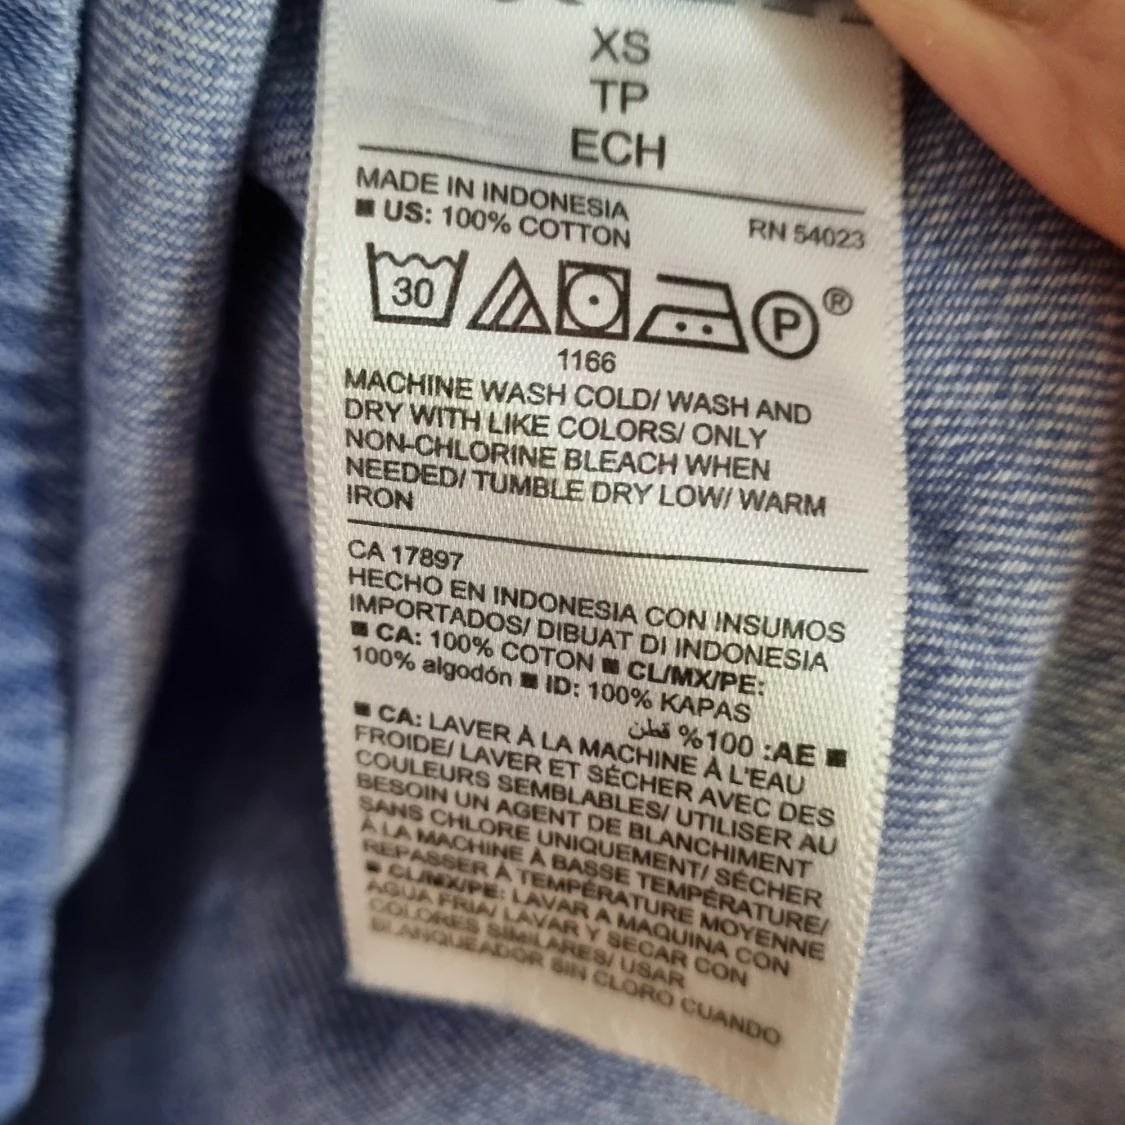 XS
TP
ECH
MADE IN INDONESIA
■ US: 100% COTTON RN 54023
30 P ®
1166
MACHINE WASH COLD/ WASH AND
DRY WITH LIKE COLORS/ ONLY
NON-CHLORINE BLEACH WHEN
NEEDED/ TUMBLE DRY LOW/ WARM
IRON
CA 17897
HECHO EN INDONESIA CON INSUMOS
IMPORTADOS/ DIBUAT DI INDONESIA
■ CA: 100% COTON ■ CL/MX/PE:
100% algodón ■ ID: 100% KAPAS
■ AE: 100% قطن
■ CA: LAVER À LA MACHINE À L'EAU
FROIDE/ LAVER ET SÉCHER AVEC DES
COULEURS SEMBLABLES/ UTILISER AU
BESOIN UN AGENT DE BLANCHIMENT
SANS CHLORE UNIQUEMENT/ SÉCHER
À LA MACHINE À BASSE TEMPÉRATURE/
REPASSER À TEMPÉRATURE MOYENNE
■ CL/MX/PE: LAVAR A MAQUINA CON
AGUA FRIA/ LAVAR Y SECAR CON
COLORES SIMILARES/ USAR
BLANQUEADOR SIN CLORO CUANDO